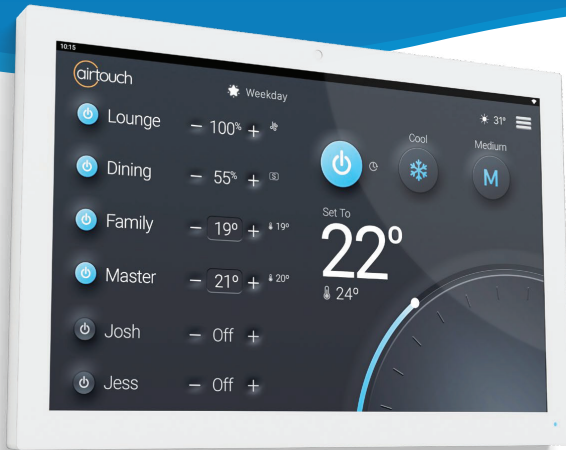 10:15
airtouch
Weekday
31°
Lounge
− 100% +
Dining
− 55% +
S
Family
− 19° +
19°
Master
− 21° +
20°
Josh
− Off +
Jess
− Off +
Cool
Medium
M
Set To
22°
24°